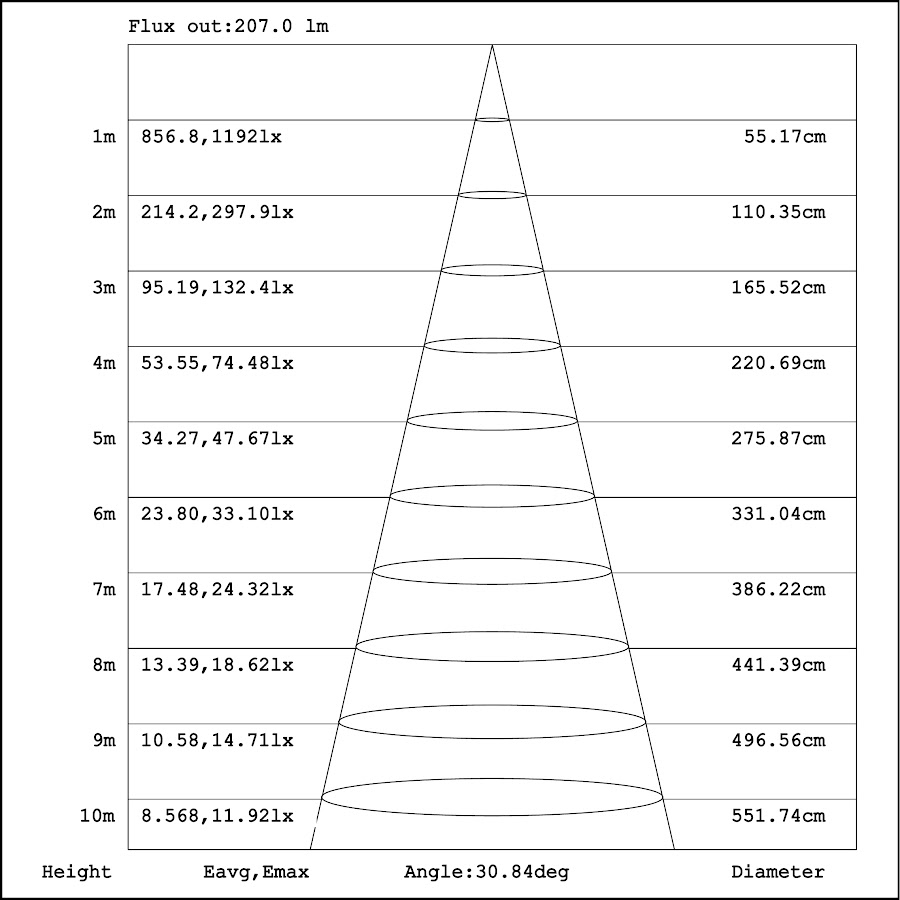 Flux out:207.0 lm
1m 856.8,1192lx 55.17cm
2m 214.2,297.9lx 110.35cm
3m 95.19,132.4lx 165.52cm
4m 53.55,74.48lx 220.69cm
5m 34.27,47.67lx 275.87cm
6m 23.80,33.10lx 331.04cm
7m 17.48,24.32lx 386.22cm
8m 13.39,18.62lx 441.39cm
9m 10.58,14.71lx 496.56cm
10m 8.568,11.92lx 551.74cm
Height Eavg,Emax Angle:30.84deg Diameter